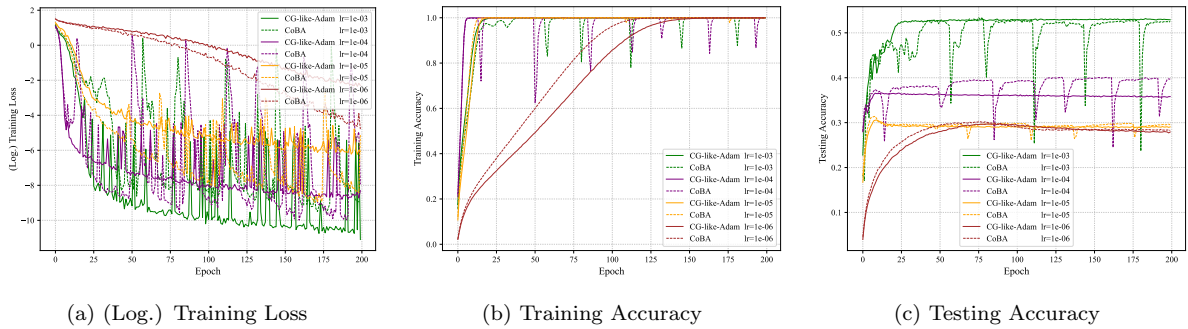 (Log.) Training Loss
2
0
−2
−4
−6
−8
−10
0 25 50 75 100 125 150 175 200
Epoch
CG-like-Adam lr=1e-03
CoBA lr=1e-03
CG-like-Adam lr=1e-04
CoBA lr=1e-04
CG-like-Adam lr=1e-05
CoBA lr=1e-05
CG-like-Adam lr=1e-06
CoBA lr=1e-06
(a) (Log.) Training Loss
Training Accuracy
1.0
0.8
0.6
0.4
0.2
0.0
0 25 50 75 100 125 150 175 200
Epoch
CG-like-Adam lr=1e-03
CoBA lr=1e-03
CG-like-Adam lr=1e-04
CoBA lr=1e-04
CG-like-Adam lr=1e-05
CoBA lr=1e-05
CG-like-Adam lr=1e-06
CoBA lr=1e-06
(b) Training Accuracy
Testing Accuracy
0.5
0.4
0.3
0.2
0.1
0 25 50 75 100 125 150 175 200
Epoch
CG-like-Adam lr=1e-03
CoBA lr=1e-03
CG-like-Adam lr=1e-04
CoBA lr=1e-04
CG-like-Adam lr=1e-05
CoBA lr=1e-05
CG-like-Adam lr=1e-06
CoBA lr=1e-06
(c) Testing Accuracy